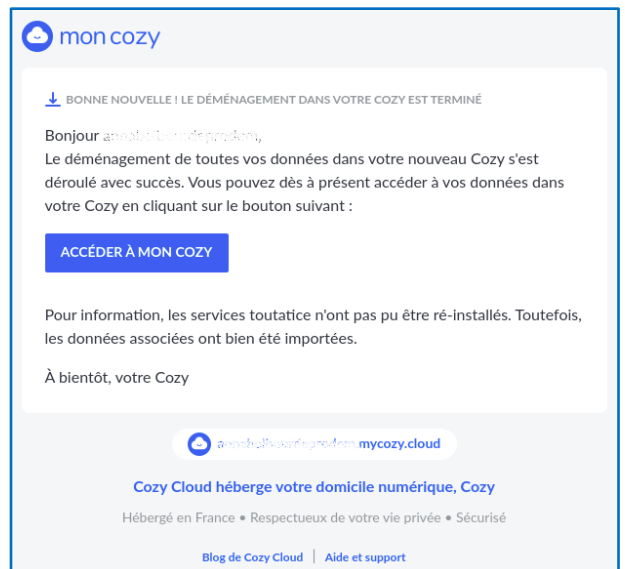 mon cozy
BONNE NOUVELLE ! LE DÉMÉNAGEMENT DANS VOTRE COZY EST TERMINÉ
Bonjour
Le déménagement de toutes vos données dans votre nouveau Cozy s'est
déroulé avec succès. Vous pouvez dès à présent accéder à vos données dans
votre Cozy en cliquant sur le bouton suivant :
ACCÉDER À MON COZY
Pour information, les services toutatice n'ont pas pu être ré-installés. Toutefois,
les données associées ont bien été importées.
À bientôt, votre Cozy
.mycozy.cloud
Cozy Cloud héberge votre domicile numérique, Cozy
Hébergé en France • Respectueux de votre vie privée • Sécurisé
Blog de Cozy Cloud | Aide et support